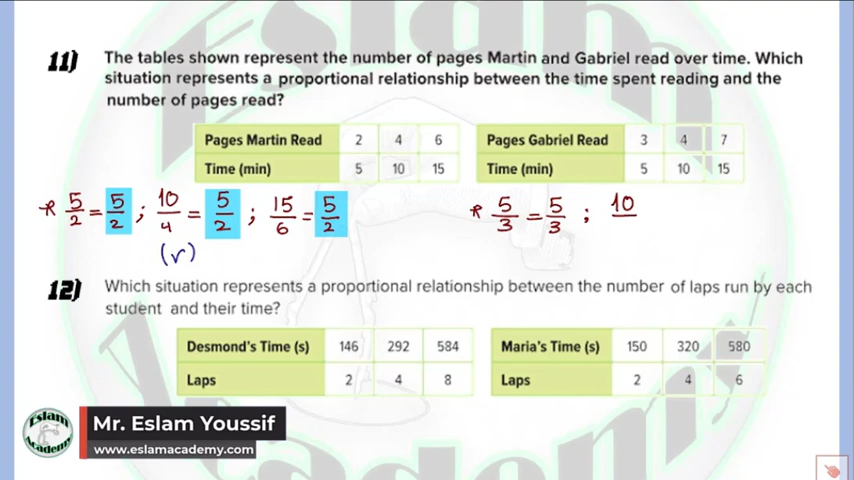 11) The tables shown represent the number of pages Martin and Gabriel read over time. Which
situation represents a proportional relationship between the time spent reading and the
number of pages read?
Pages Martin Read 2 4 6
Time (min) 5 10 15
Pages Gabriel Read 3 4 7
Time (min) 5 10 15
* 5/2 = 5/2 ; 10/4 = 5/2 ; 15/6 = 5/2
(r)
* 5/3 = 5/3 ; 10/
12) Which situation represents a proportional relationship between the number of laps run by each
student and their time?
Desmond's Time (s) 146 292 584
Laps 2 4 8
Maria's Time (s) 150 320 580
Laps 2 4 6
Eslam
Academy
Mr. Eslam Youssif
www.eslamacademy.com